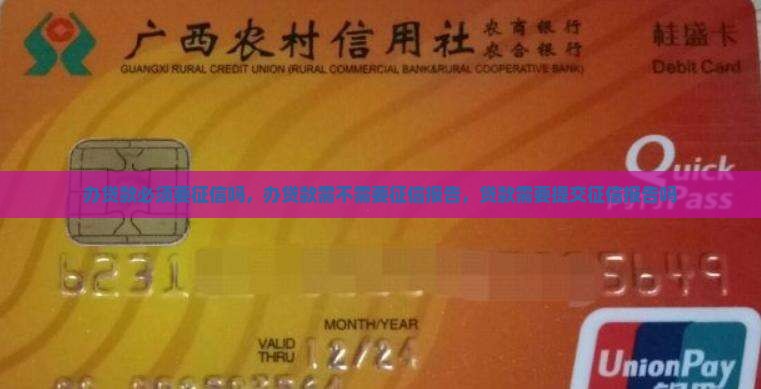 广西农村信用社 农商银行
农合银行
桂盛卡
GUANGXI RURAL CREDIT UNION (RURAL COMMERCIAL BANK&RURAL COOPERATIVE BANK)
Debit Card
Quick
办贷款必须要征信吗，办贷款需不需要征信报告，贷款需要提交征信报告吗
Pass
6231 5649
MONTH/YEAR
VALID
THRU 12/24
UnionPay
银联